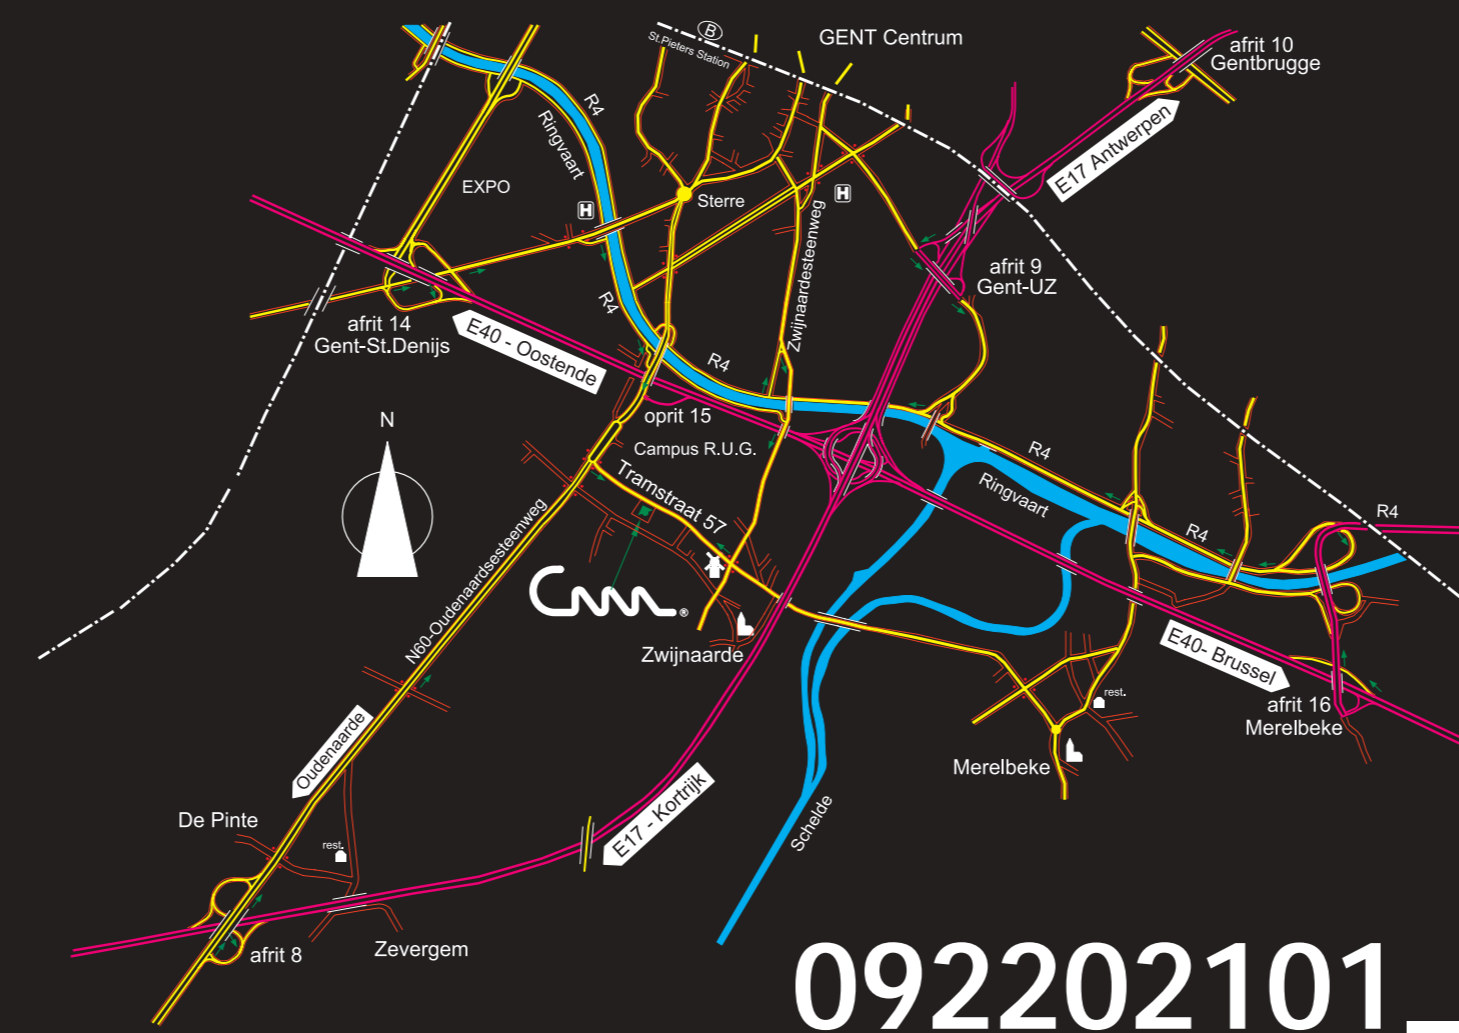 B
St.Pieters Station
GENT Centrum
afrit 10
Gentbrugge
R4
Ringvaart
E17 Antwerpen
EXPO
H
H
Sterre
Zwijnaardesteenweg
afrit 9
Gent-UZ
R4
afrit 14
Gent-St.Denijs
E40 - Oostende
R4
oprit 15
N
Campus R.U.G.
R4
Tramstraat 57
Ringvaart
R4
R4
N60-Oudenaardsesteenweg
Cmm®
Zwijnaarde
E40- Brussel
rest.
afrit 16
Merelbeke
Oudenaarde
Merelbeke
E17 - Kortrijk
Schelde
De Pinte
rest.
Zevergem
afrit 8
092202101_